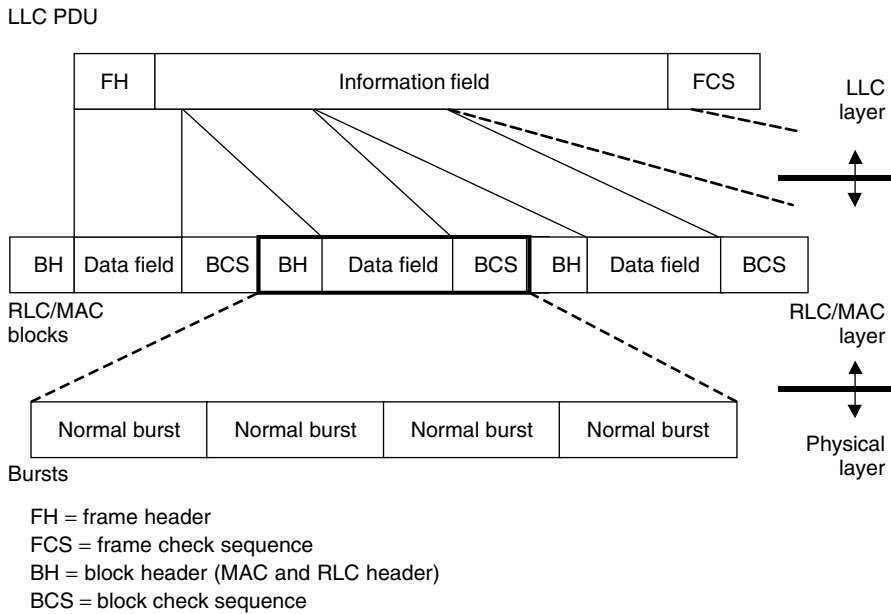 LLC PDU
FH Information field FCS
LLC
layer
BH Data field BCS BH Data field BCS BH Data field BCS
RLC/MAC
blocks
RLC/MAC
layer
Normal burst Normal burst Normal burst Normal burst
Physical
layer
Bursts
FH = frame header
FCS = frame check sequence
BH = block header (MAC and RLC header)
BCS = block check sequence